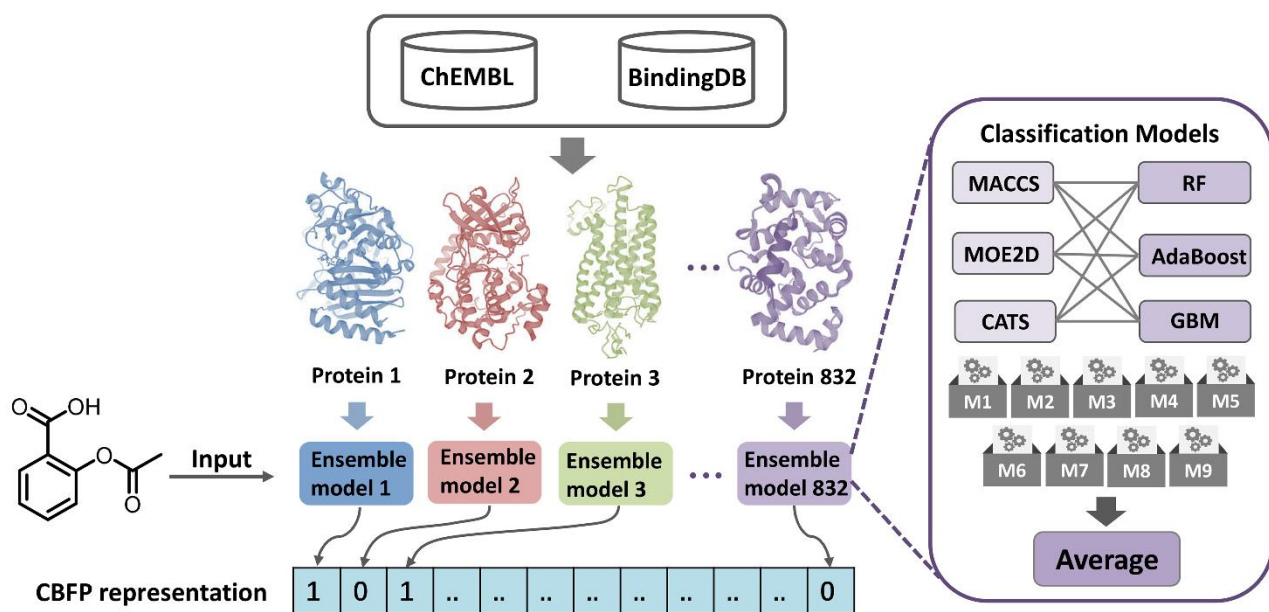 ChEMBL
BindingDB
Classification Models
MACCS
RF
MOE2D
AdaBoost
CATS
GBM
M1 M2 M3 M4 M5
M6 M7 M8 M9
Average
...
Protein 1
Protein 2
Protein 3
Protein 832
O
OH
O
O
Input
Ensemble
model 1
Ensemble
model 2
Ensemble
model 3
...
Ensemble
model 832
CBFP representation
1 0 1 .. .. .. .. .. .. .. .. 0